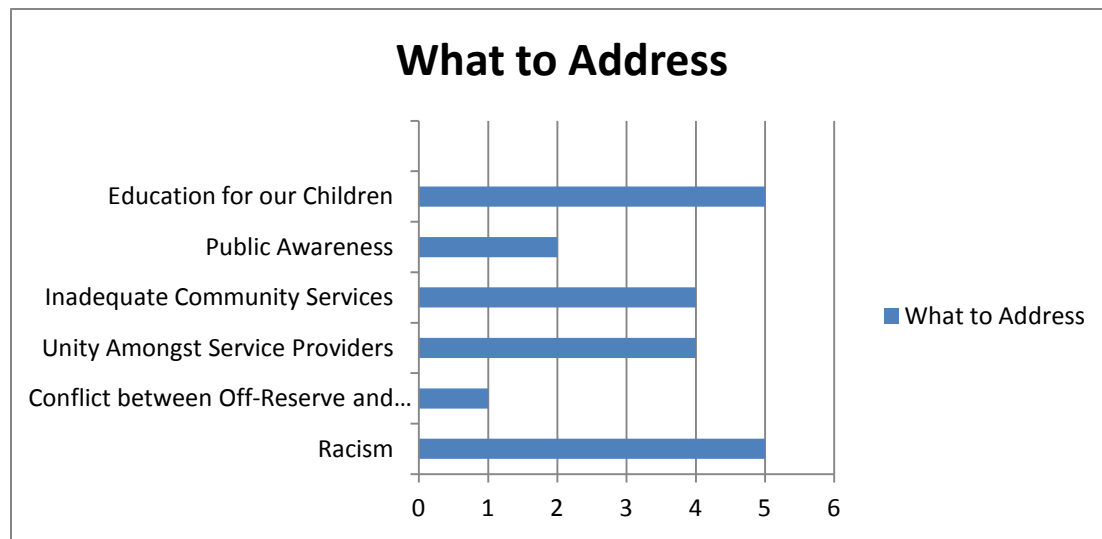 What to Address
Education for our Children
Public Awareness
Inadequate Community Services
Unity Amongst Service Providers
Conflict between Off-Reserve and...
Racism
What to Address
0 1 2 3 4 5 6